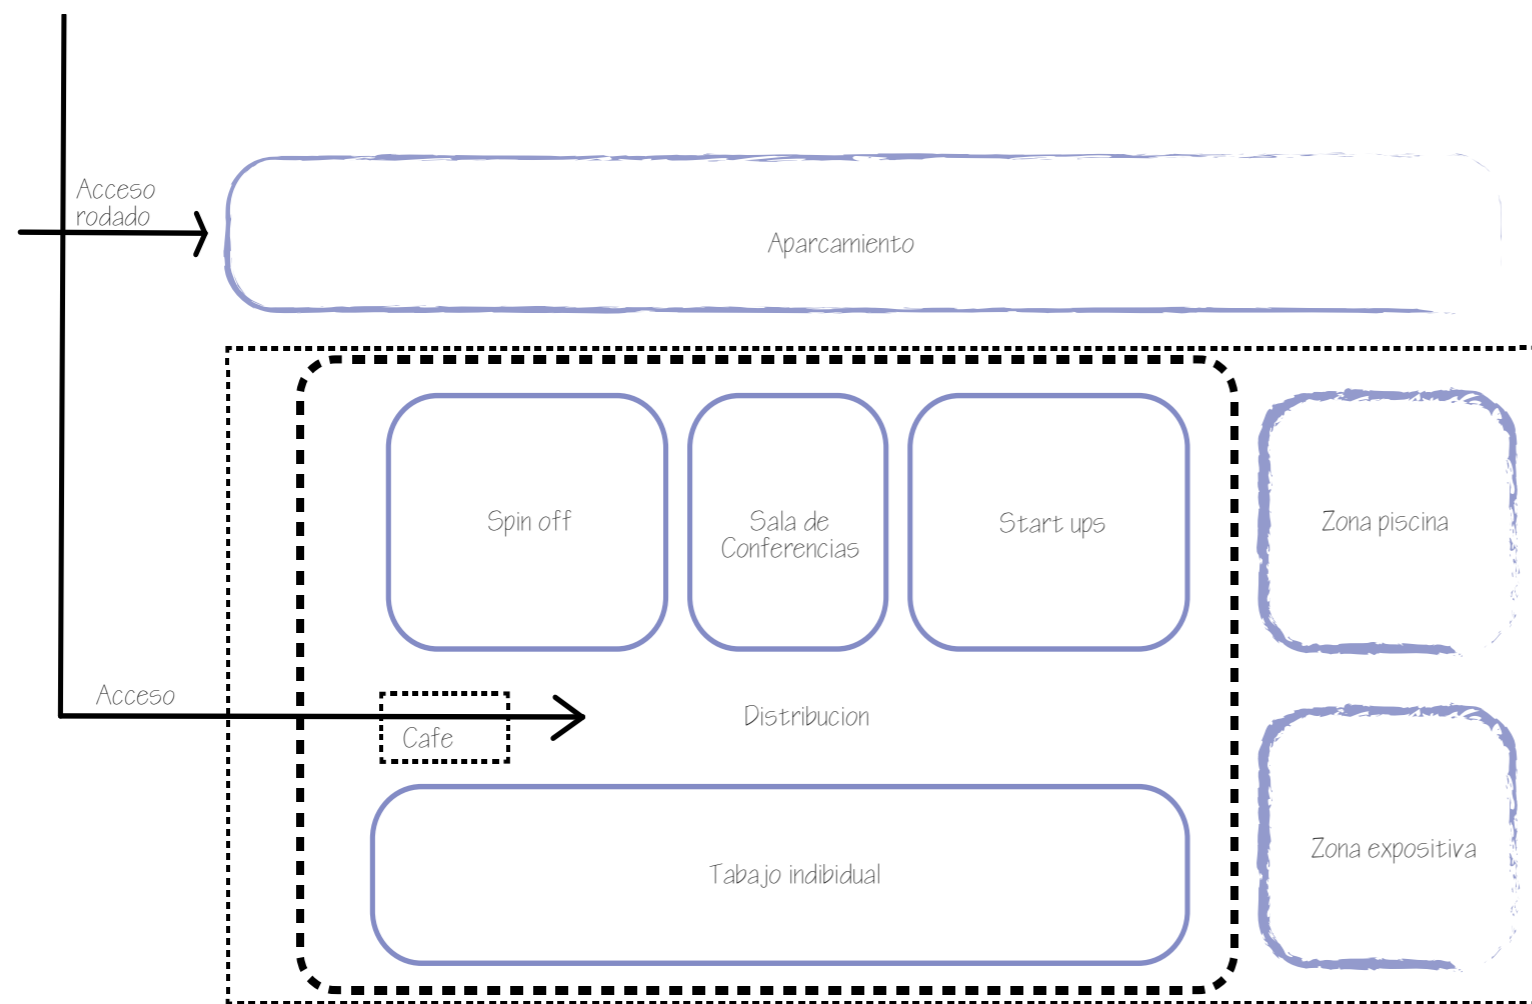 Acceso
rodado
Aparcamiento
Spin off
Sala de
Conferencias
Start ups
Zona piscina
Acceso
Cafe
Distribucion
Tabajo indibidual
Zona expositiva